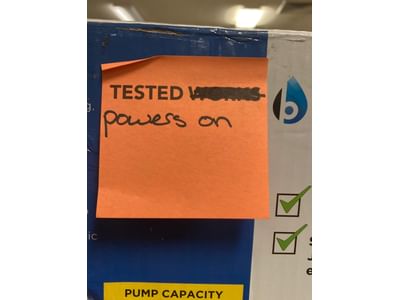 TESTED WORKS
powers on
b
PUMP CAPACITY